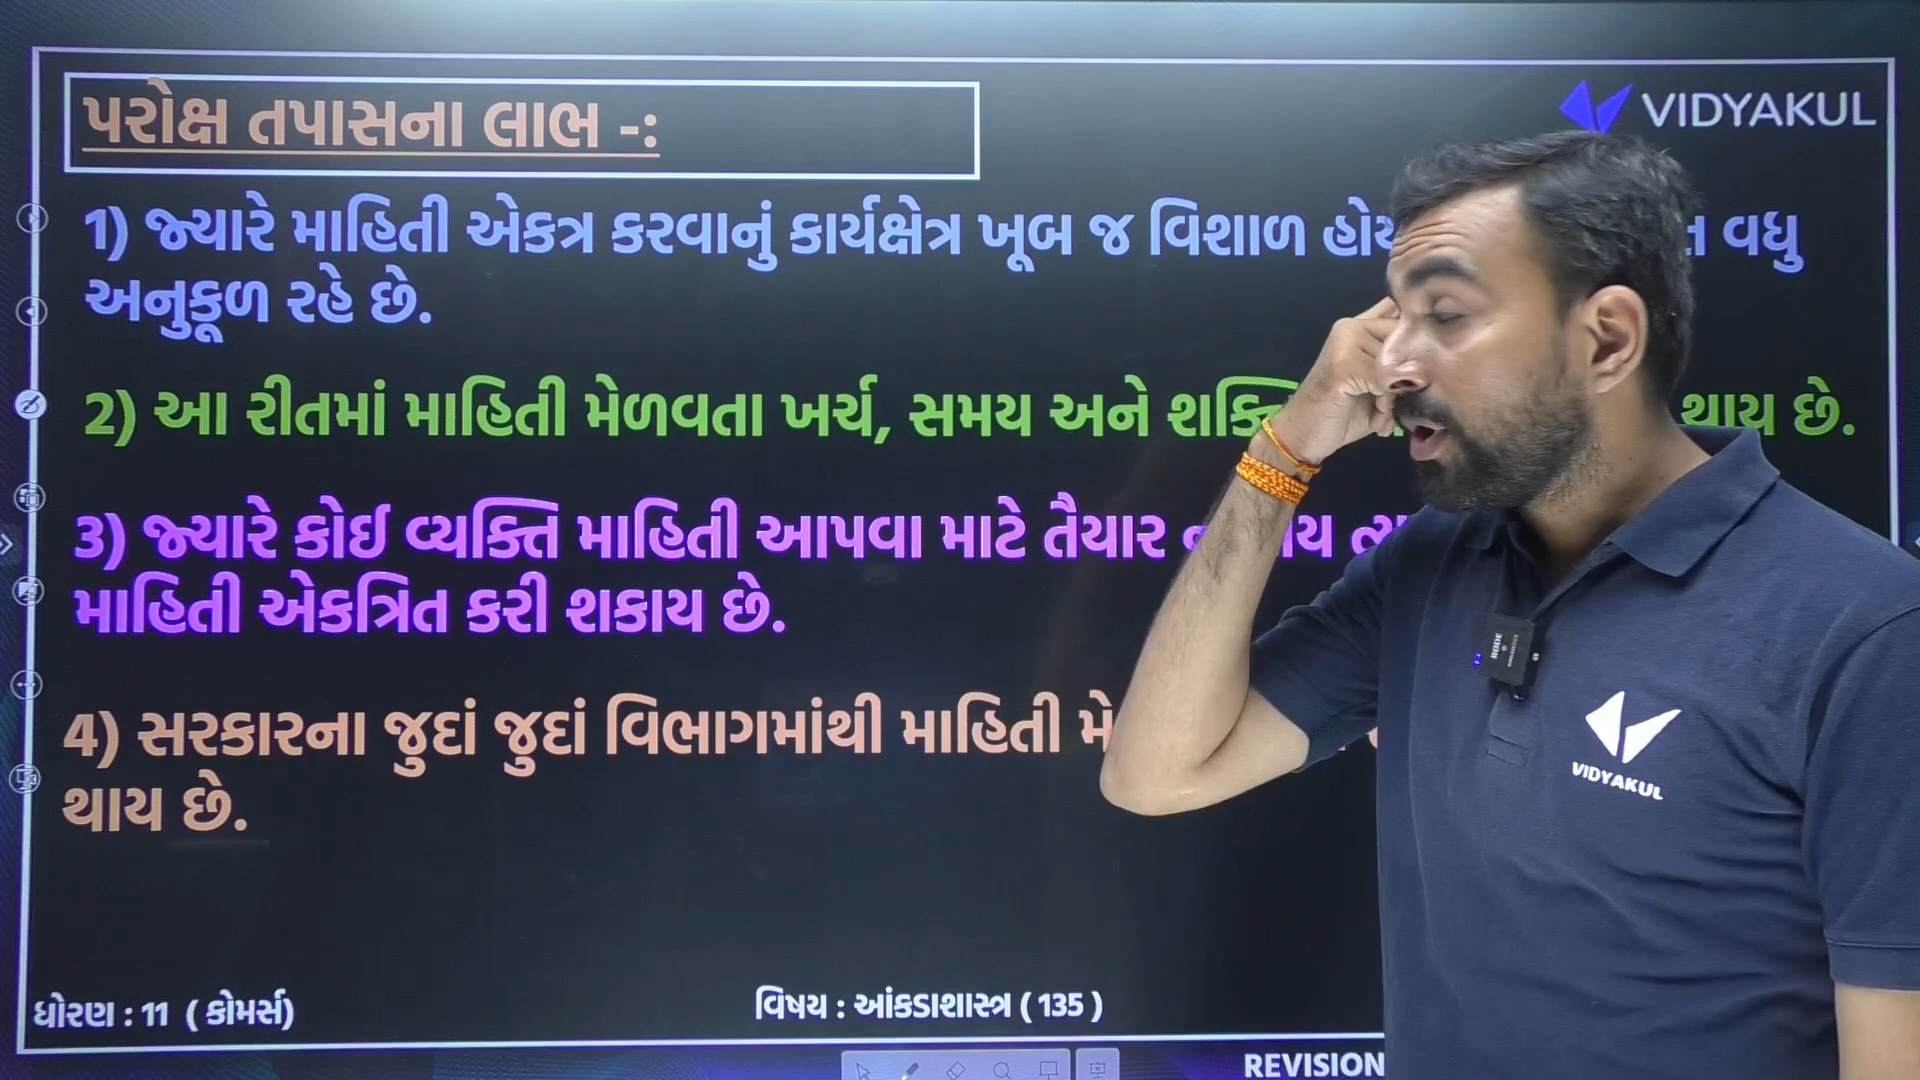 પરોક્ષ તપાસના લાભ -:
VIDYAKUL
1) જ્યારે માહિતી એકત્ર કરવાનું કાર્યક્ષેત્ર ખૂબ જ વિશાળ વધુ
અનુકૂળ રહે છે.
2) આ રીતમાં માહિતી મેળવતા ખર્ચ, સમય અને થાય છે.
3) જ્યારે કોઈ વ્યક્તિ માહિતી આપવા માટે તૈયાર
માહિતી એકત્રિત કરી શકાય છે.
4) સરકારના જુદાં જુદાં વિભાગમાંથી માહિતી
થાય છે.
RODE
VIDYAKUL
ધોરણ : 11 ( કોમર્સ)
વિષય : આંકડાશાસ્ત્ર ( 135 )
REVISION